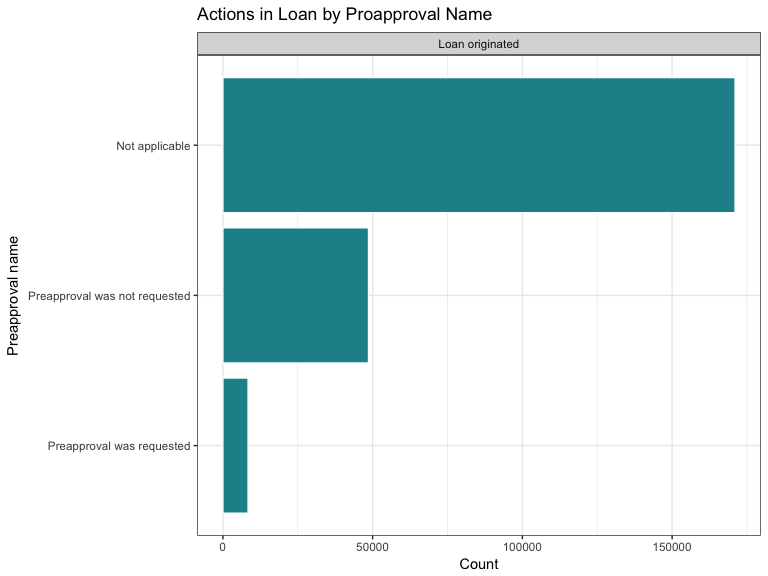 Actions in Loan by Proapproval Name
Loan originated
Not applicable
Preapproval was not requested
Preapproval was requested
Preapproval name
0 50000 100000 150000
Count